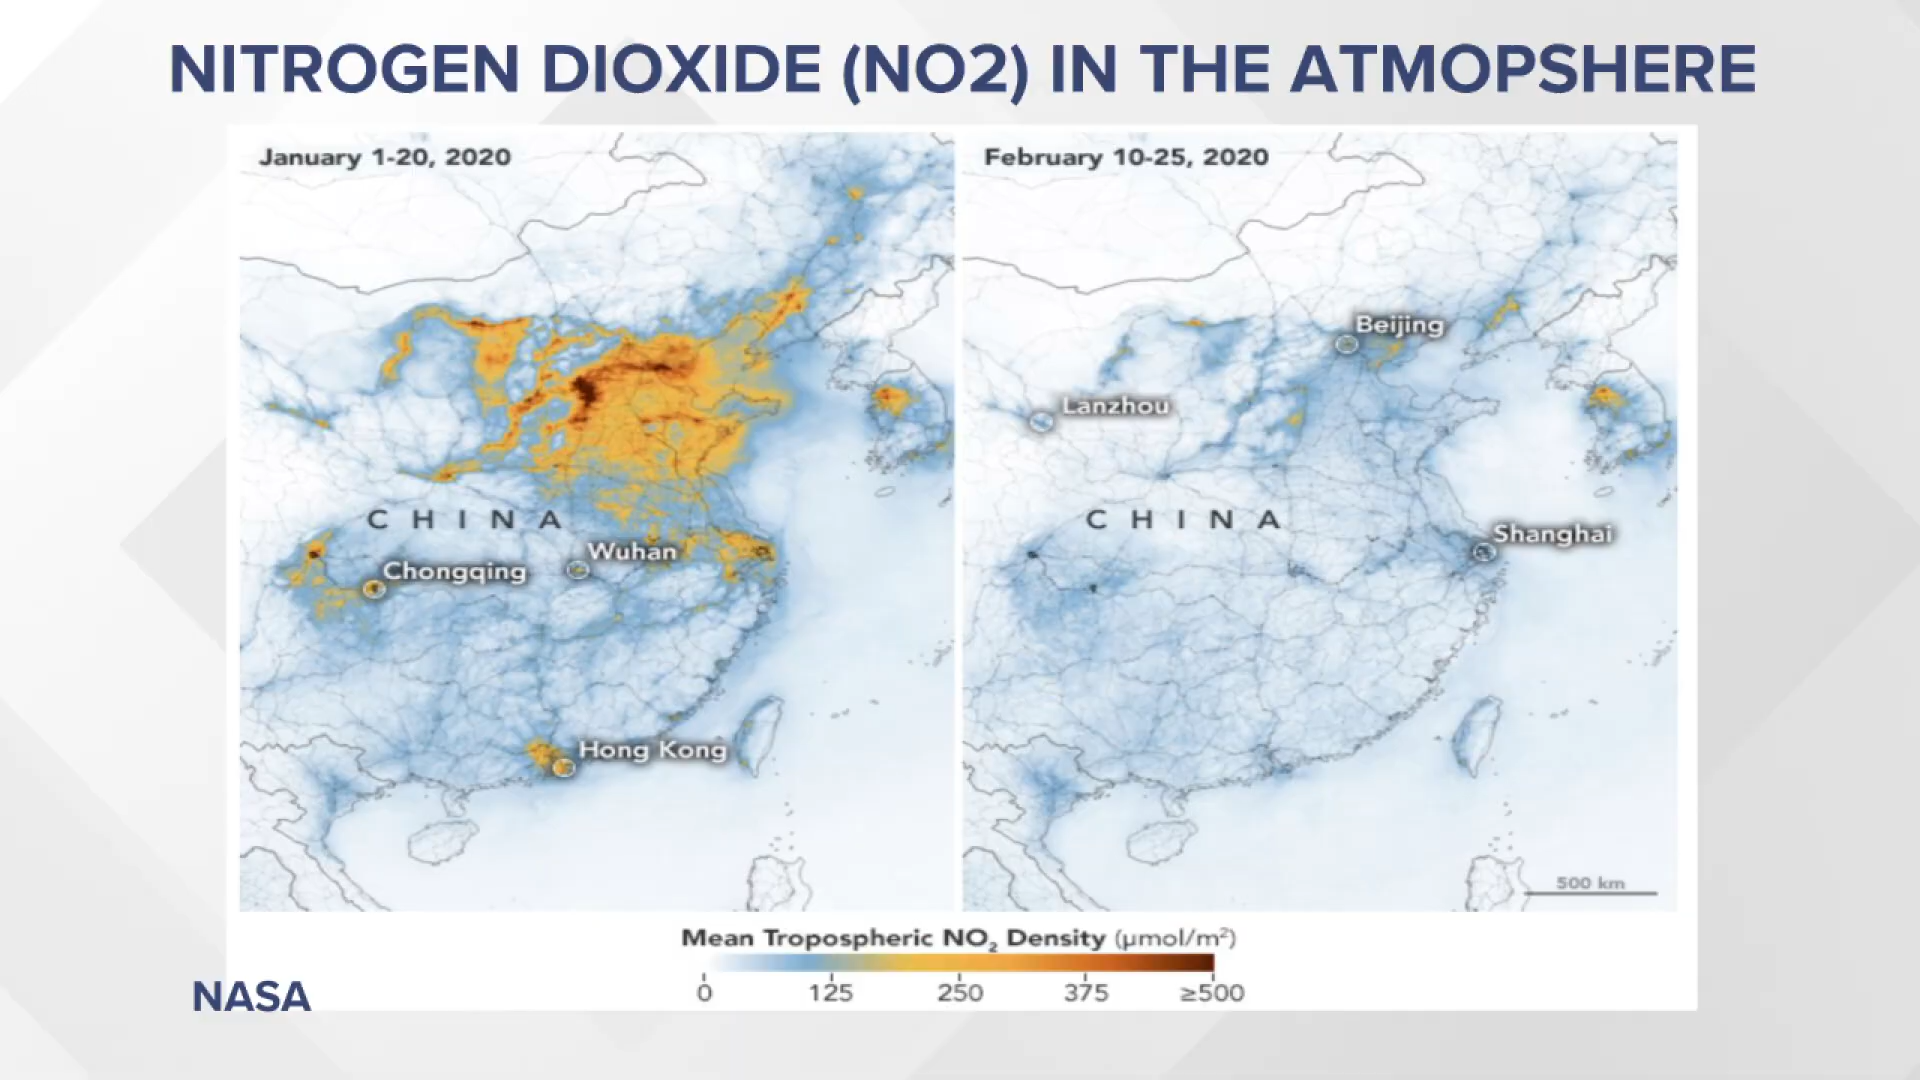 NITROGEN DIOXIDE (NO2) IN THE ATMOPSHERE
January 1-20, 2020
February 10-25, 2020
Beijing
Lanzhou
CHINA
CHINA
Wuhan
Shanghai
Chongqing
Hong Kong
500 km
Mean Tropospheric NO₂ Density (μmol/m²)
0 125 250 375 ≥500
NASA